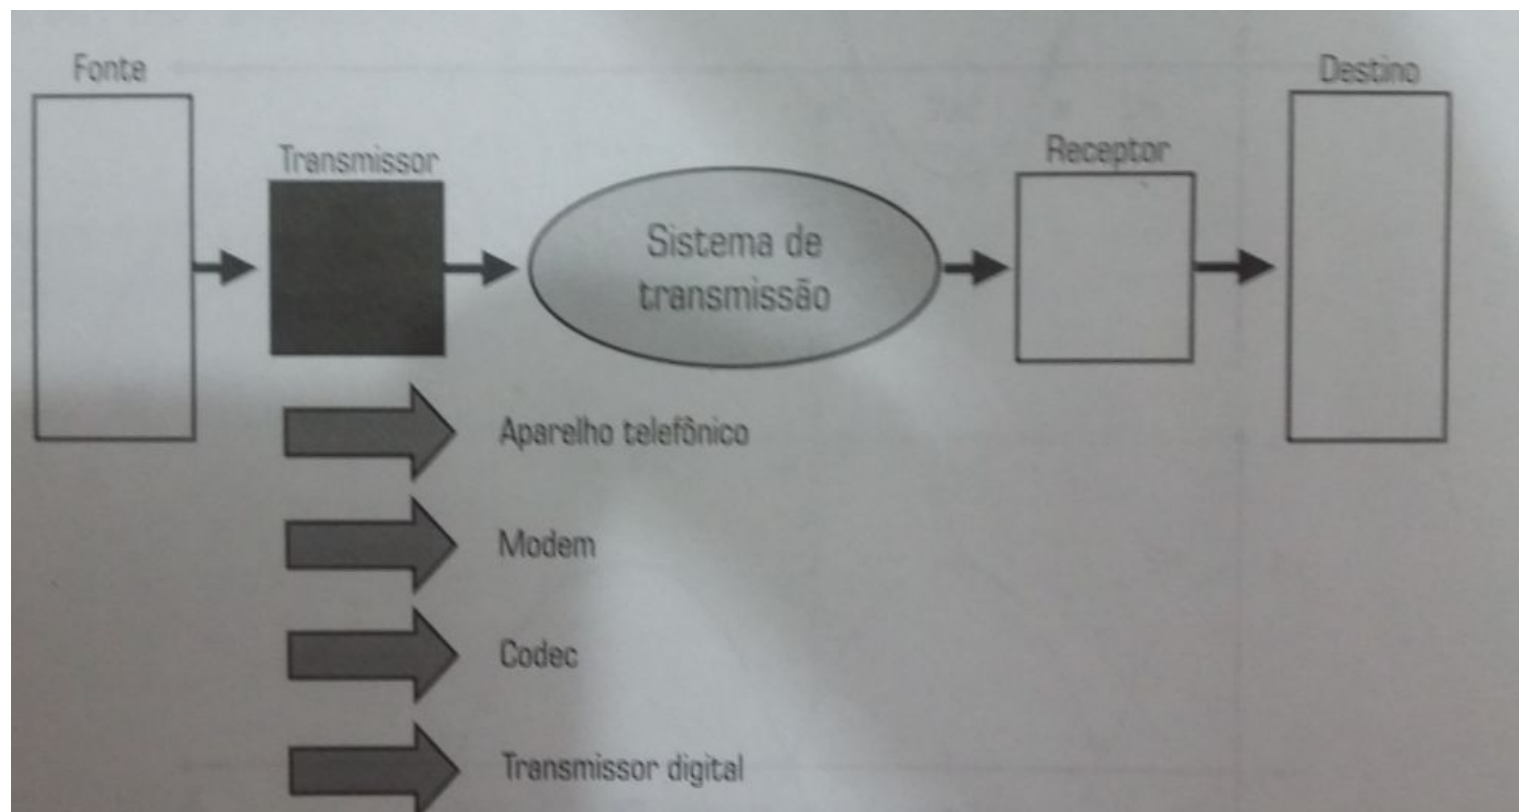 Fonte
Destino
Transmissor
Receptor
Sistema de
transmissão
Aparelho telefônico
Modem
Codec
Transmissor digital